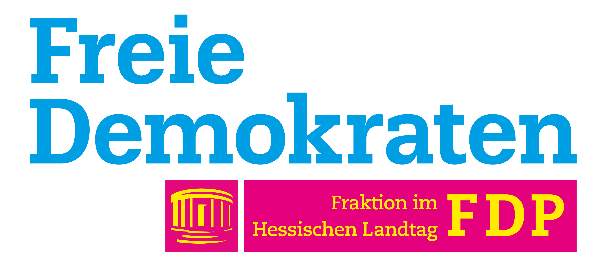 Freie
Demokraten
Fraktion im
Hessischen Landtag FDP